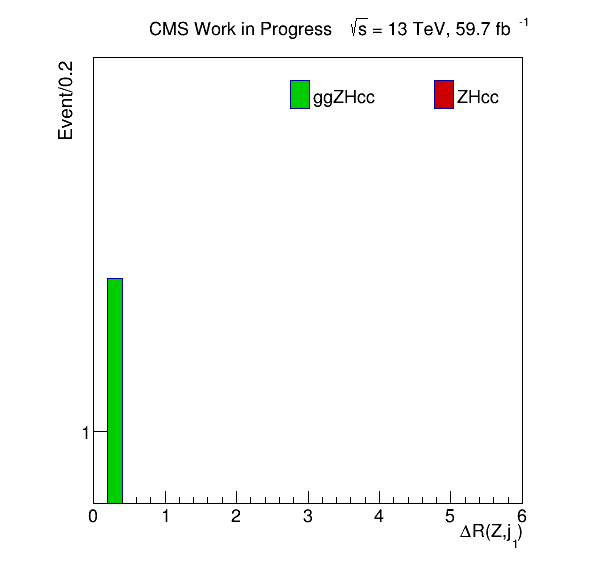 CMS Work in Progress √s = 13 TeV, 59.7 fb -1
Event/0.2
ggZHcc ZHcc
1
0 1 2 3 4 5 6
ΔR(Z,j1)